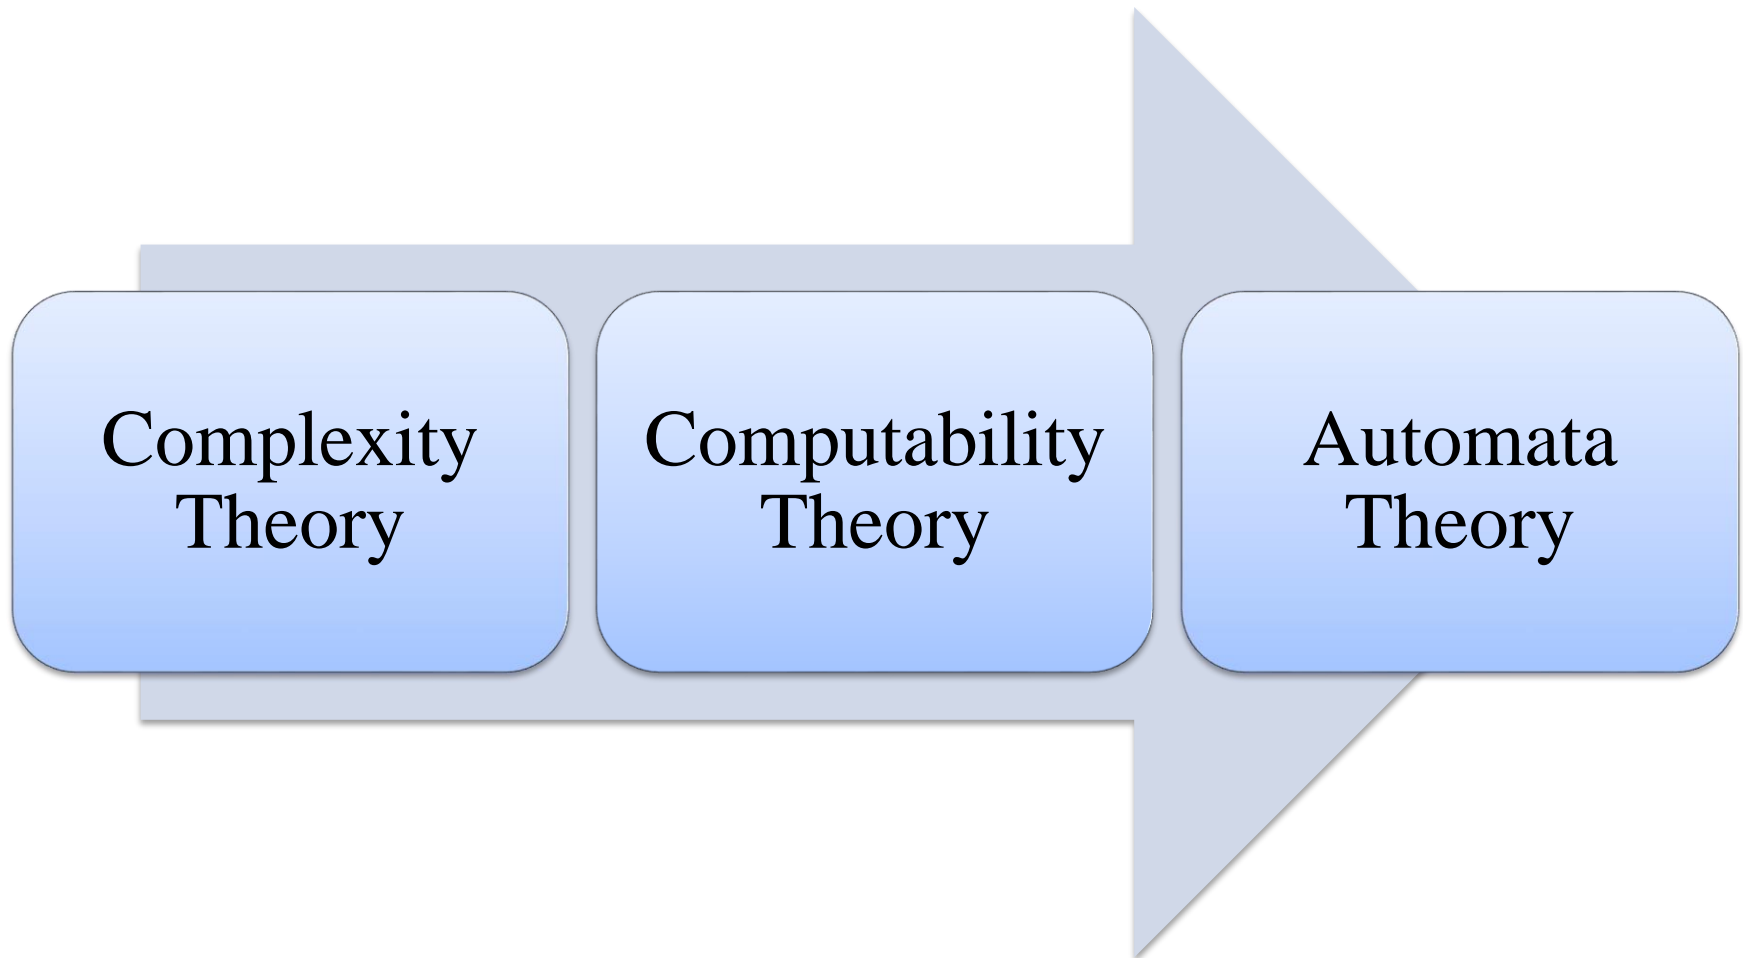 Complexity
Theory
Computability
Theory
Automata
Theory